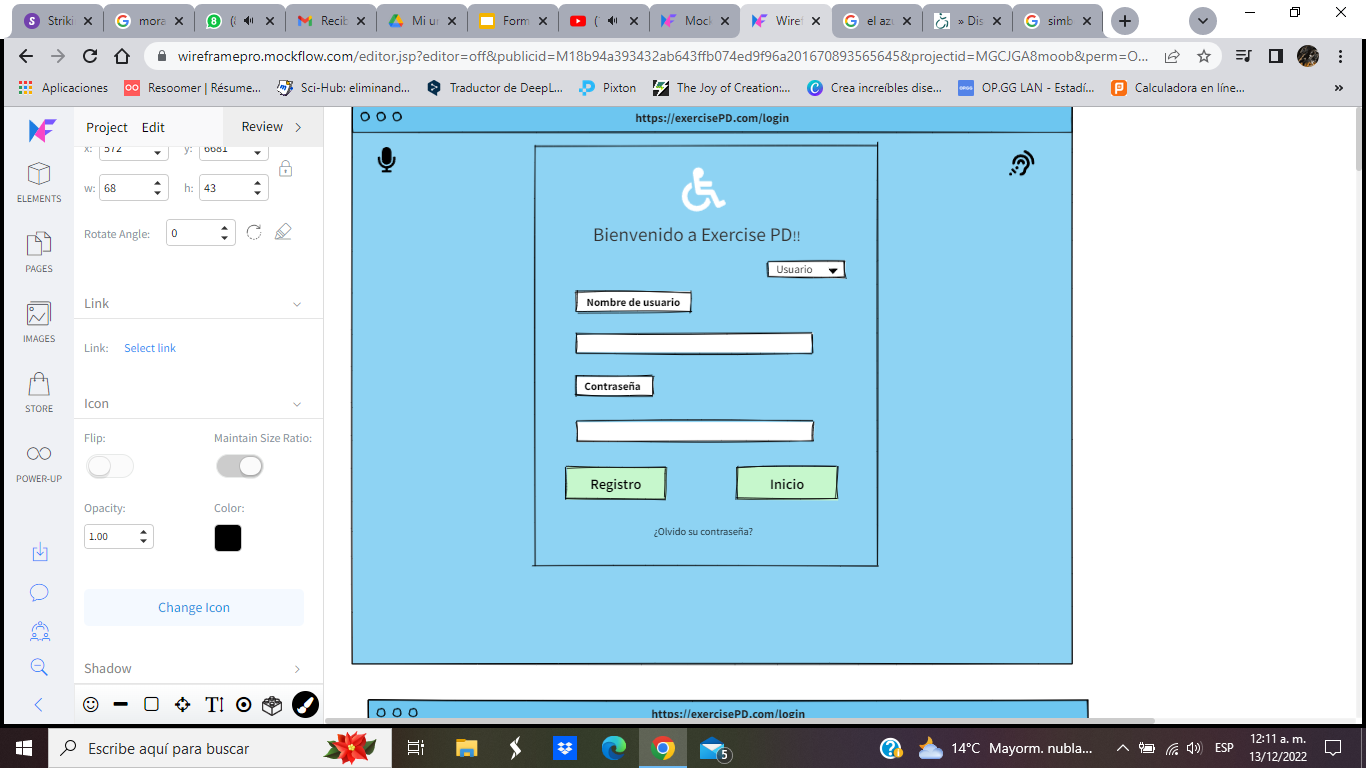 Striki
mora
(
Recib
Mi ur
Form
(
Mock
Wiref
el az
» Dis
simb
wireframepro.mockflow.com/editor.jsp?editor=off&publicid=M18b94a393432ab643ffb074ed9f96a201670893565645&projectid=MGCJGA8moob&perm=O...
Aplicaciones
Resoomer | Résume...
Sci-Hub: eliminand...
Traductor de DeepL...
Pixton
The Joy of Creation:...
Crea increíbles dise...
OP.GG LAN - Estadí...
Calculadora en líne...
»
Project Edit Review
x: 572 y: 6681
w: 68 h: 43
Rotate Angle: 0
Link
Link: Select link
Icon
Flip: Maintain Size Ratio:
Opacity: Color:
1.00
Change Icon
Shadow
ELEMENTS
PAGES
IMAGES
STORE
POWER-UP
https://exercisePD.com/login
Bienvenido a Exercise PD!!
Usuario
Nombre de usuario
Contraseña
Registro Inicio
¿Olvido su contraseña?
https://exercisePD.com/login
Escribe aquí para buscar
5
14°C Mayorm. nubla...
ESP
12:11 a. m.
13/12/2022